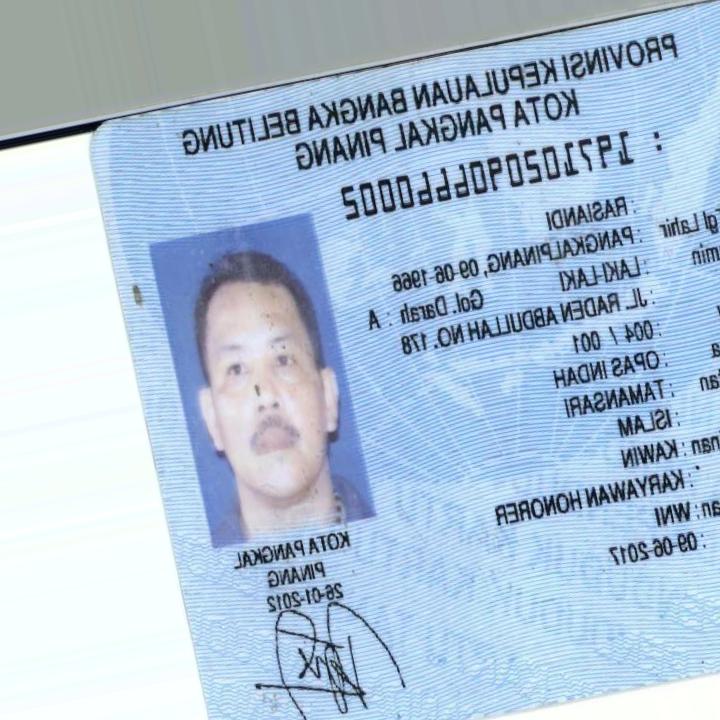 PROVINSI KEPULAUAN BANGKA BELITUNG
KOTA PANGKAL PINANG
: 1971020906660005
: RASIANDI
gl Lahir : PANGKALPINANG, 09-06-1966
min : LAKI-LAKI Gol. Darah : A
: JL. RADEN ABDULLAH NO. 178
: 004 / 001
: OPAS INDAH
: TAMANSARI
: ISLAM
nan : KAWIN
: KARYAWAN HONORER
an : WNI
: 09-06-2017
KOTA PANGKAL
PINANG
26-01-2012